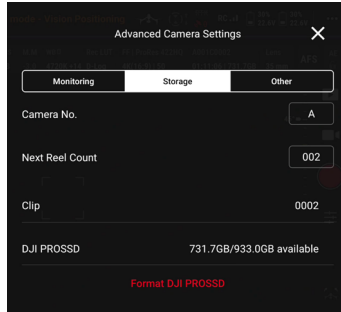 Advanced Camera Settings
Monitoring Storage Other
Camera No. A
Next Reel Count 002
Clip 0002
DJI PROSSD 731.7GB/933.0GB available
Format DJI PROSSD